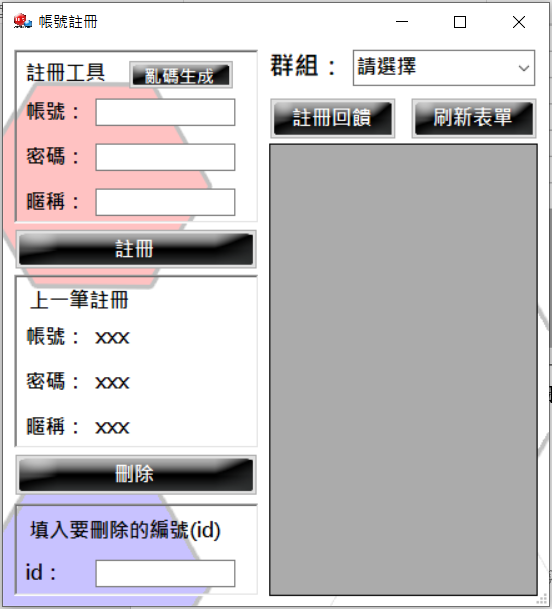 帳號註冊
註冊工具 亂碼生成
帳號：
密碼：
暱稱：
註冊
上一筆註冊
帳號： xxx
密碼： xxx
暱稱： xxx
刪除
填入要刪除的編號(id)
id：
群組： 請選擇
註冊回饋 刷新表單